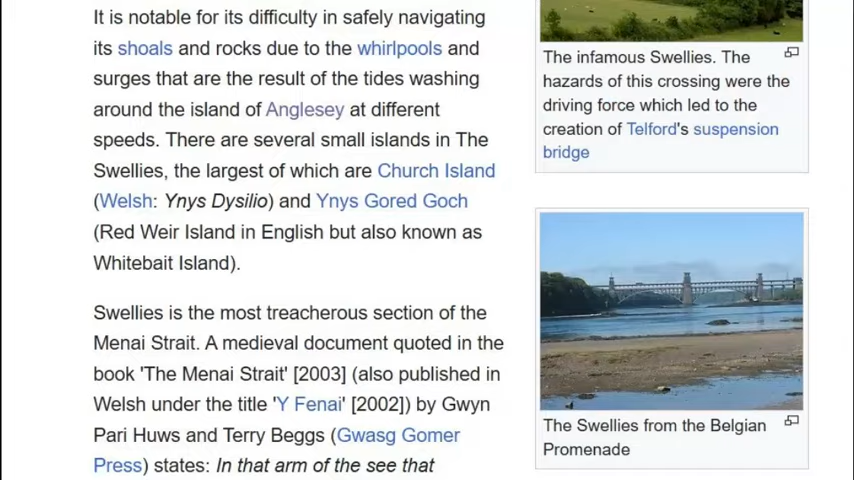 It is notable for its difficulty in safely navigating
its shoals and rocks due to the whirlpools and
surges that are the result of the tides washing
around the island of Anglesey at different
speeds. There are several small islands in The
Swellies, the largest of which are Church Island
(Welsh: Ynys Dysilio) and Ynys Gored Goch
(Red Weir Island in English but also known as
Whitebait Island).
Swellies is the most treacherous section of the
Menai Strait. A medieval document quoted in the
book 'The Menai Strait' [2003] (also published in
Welsh under the title 'Y Fenai' [2002]) by Gwyn
Pari Huws and Terry Beggs (Gwasg Gomer
Press) states: In that arm of the see that
The infamous Swellies. The
hazards of this crossing were the
driving force which led to the
creation of Telford's suspension
bridge
The Swellies from the Belgian
Promenade